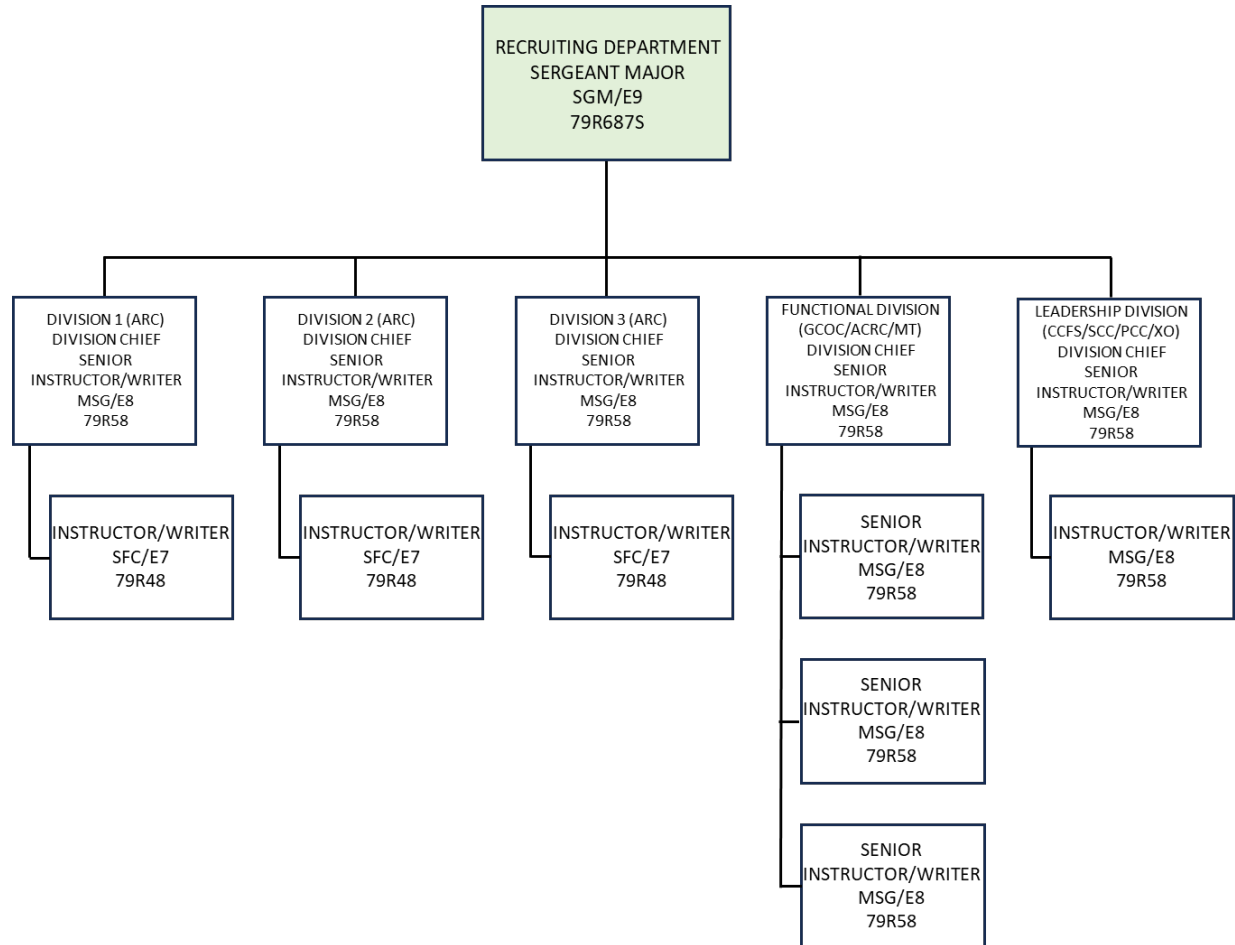 RECRUITING DEPARTMENT
SERGEANT MAJOR
SGM/E9
79R687S
DIVISION 1 (ARC)
DIVISION CHIEF
SENIOR
INSTRUCTOR/WRITER
MSG/E8
79R58
DIVISION 2 (ARC)
DIVISION CHIEF
SENIOR
INSTRUCTOR/WRITER
MSG/E8
79R58
DIVISION 3 (ARC)
DIVISION CHIEF
SENIOR
INSTRUCTOR/WRITER
MSG/E8
79R58
FUNCTIONAL DIVISION
(GCOC/ACRC/MT)
DIVISION CHIEF
SENIOR
INSTRUCTOR/WRITER
MSG/E8
79R58
LEADERSHIP DIVISION
(CCFS/SCC/PCC/XO)
DIVISION CHIEF
SENIOR
INSTRUCTOR/WRITER
MSG/E8
79R58
INSTRUCTOR/WRITER
SFC/E7
79R48
INSTRUCTOR/WRITER
SFC/E7
79R48
INSTRUCTOR/WRITER
SFC/E7
79R48
SENIOR
INSTRUCTOR/WRITER
MSG/E8
79R58
INSTRUCTOR/WRITER
MSG/E8
79R58
SENIOR
INSTRUCTOR/WRITER
MSG/E8
79R58
SENIOR
INSTRUCTOR/WRITER
MSG/E8
79R58